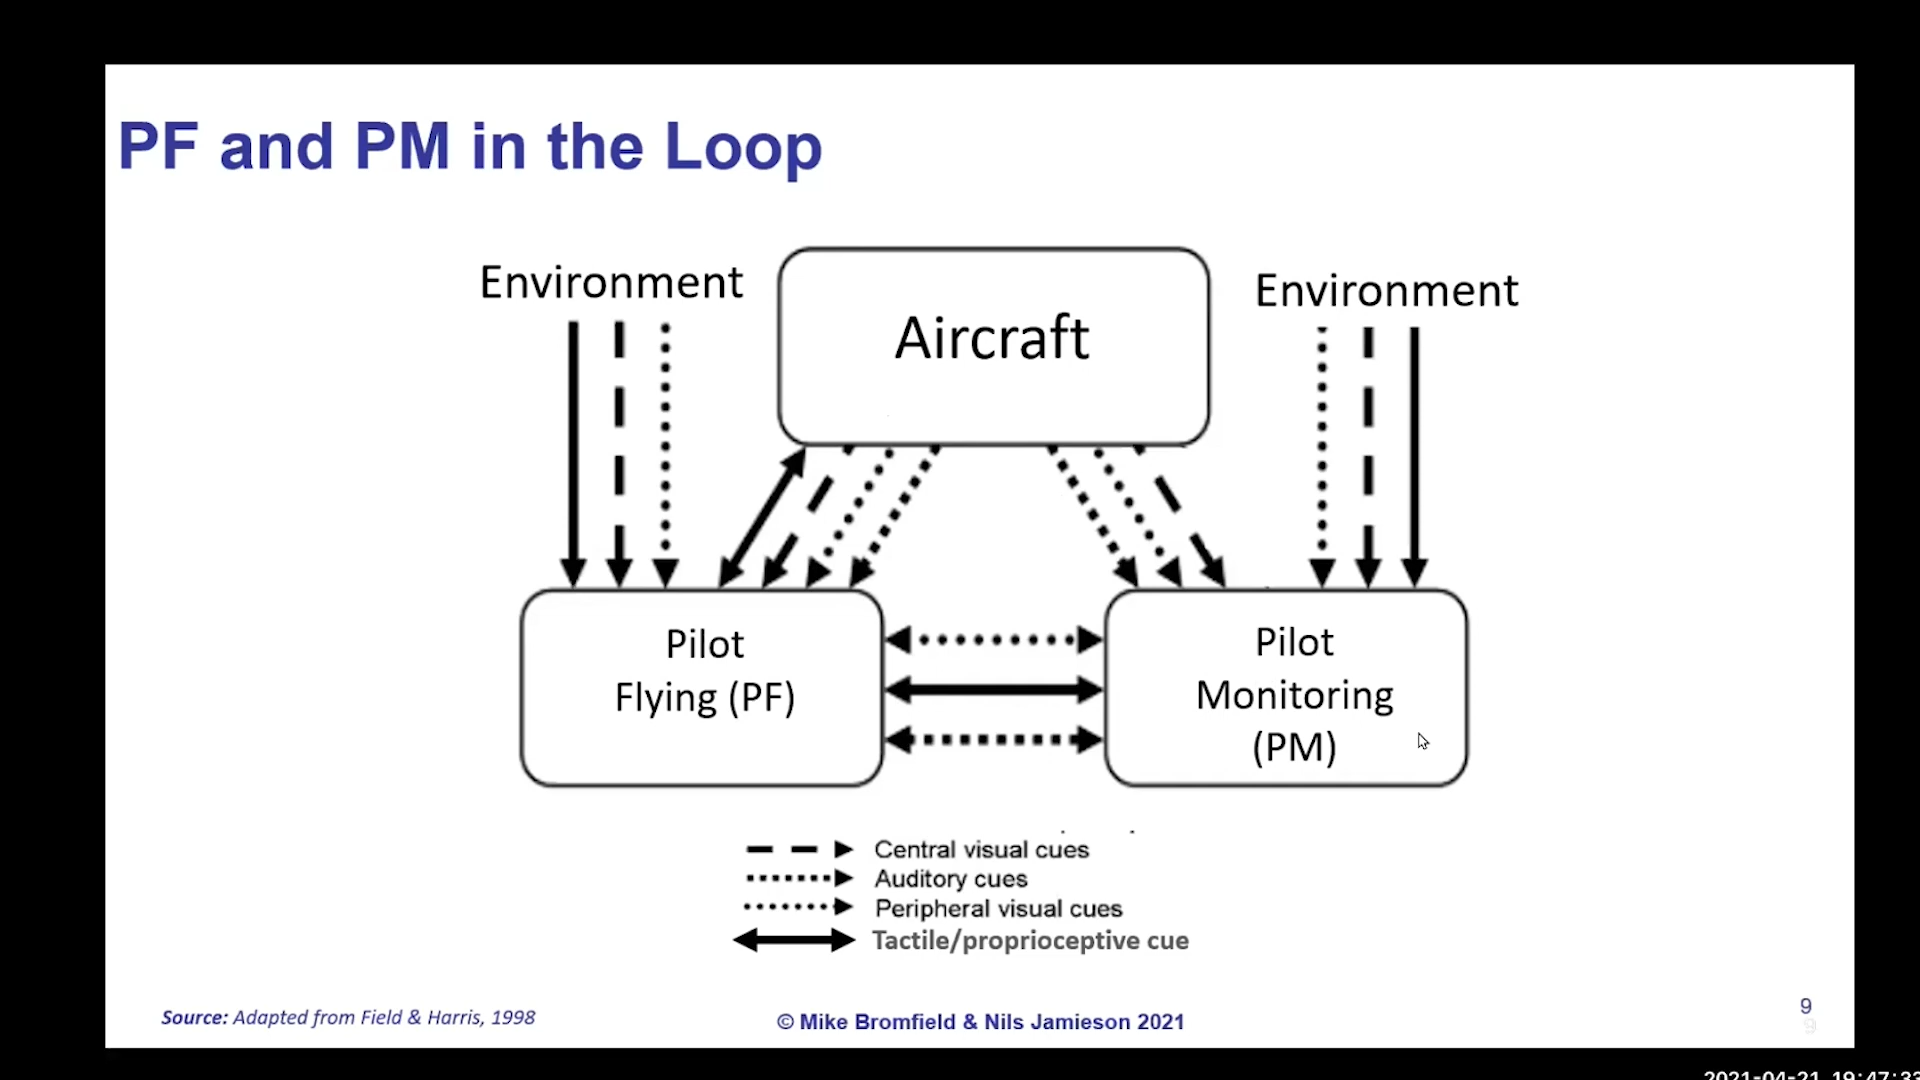 PF and PM in the Loop
Environment
Aircraft
Environment
Pilot
Flying (PF)
Pilot
Monitoring
(PM)
Central visual cues
Auditory cues
Peripheral visual cues
Tactile/proprioceptive cue
Source: Adapted from Field & Harris, 1998
© Mike Bromfield & Nils Jamieson 2021
9
9
2021-04-21 19:47:33